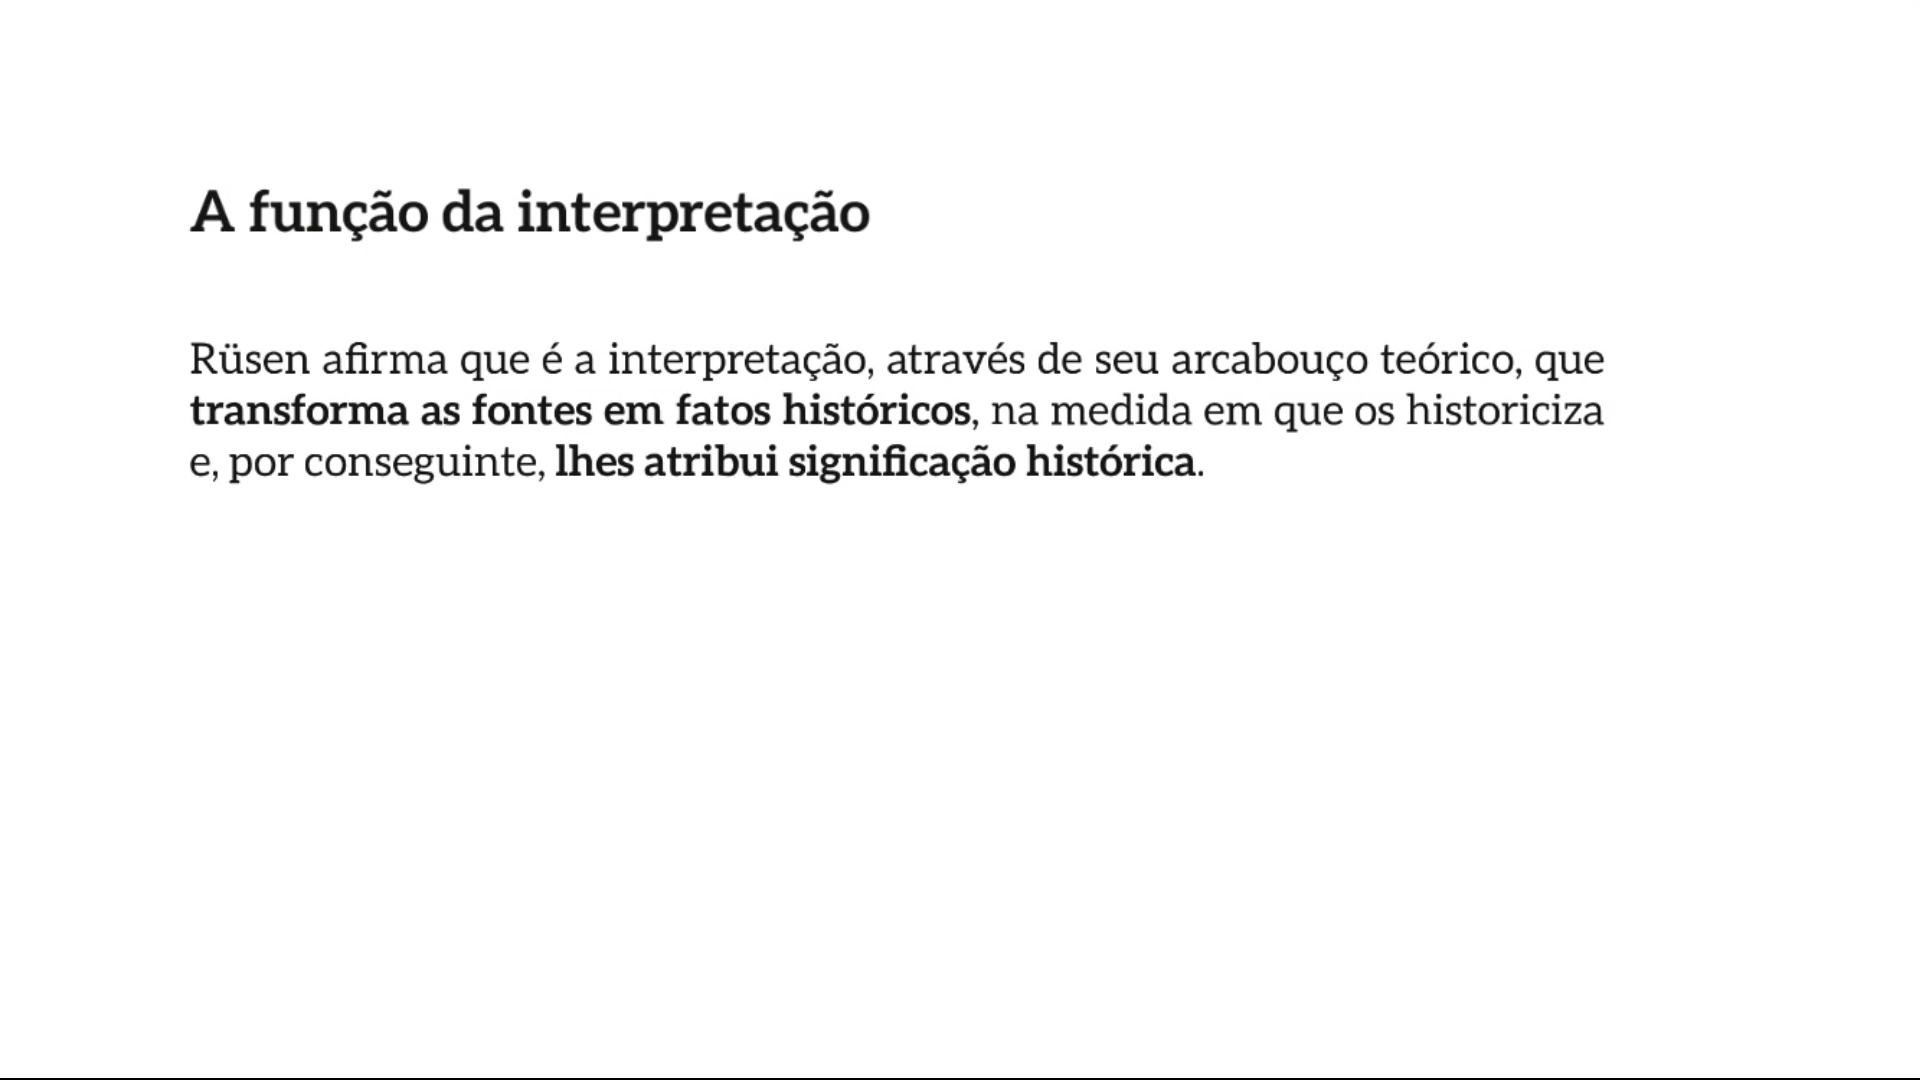 A função da interpretação
Rüsen afirma que é a interpretação, através de seu arcabouço teórico, que
transforma as fontes em fatos históricos, na medida em que os historiciza
e, por conseguinte, lhes atribui significação histórica.